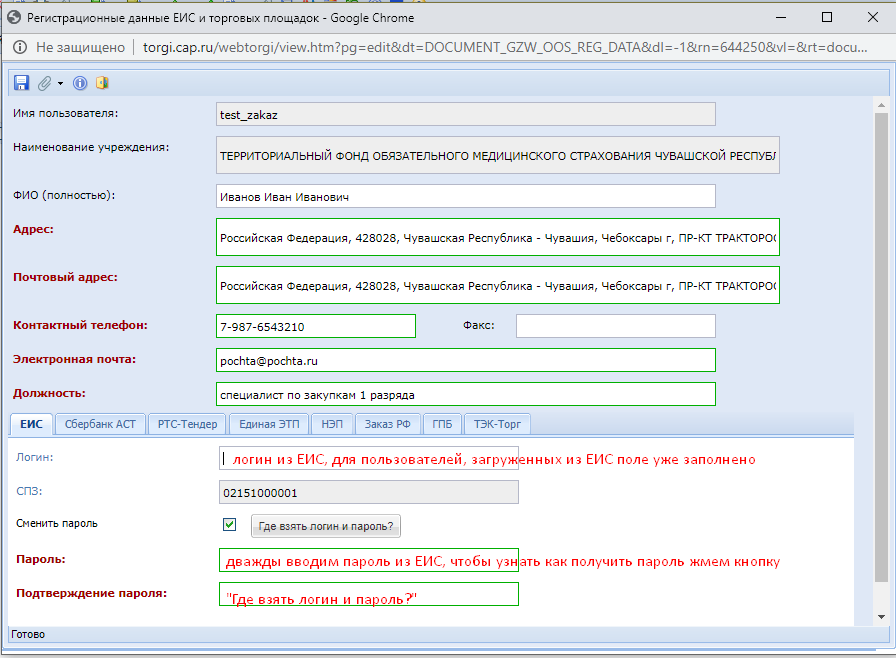 Регистрационные данные ЕИС и торговых площадок - Google Chrome
Не защищено | torgi.cap.ru/webtorgi/view.htm?pg=edit&dt=DOCUMENT_GZW_OOS_REG_DATA&dl=-1&rn=644250&vl=&rt=docu...
Имя пользователя: test_zakaz
Наименование учреждения: ТЕРРИТОРИАЛЬНЫЙ ФОНД ОБЯЗАТЕЛЬНОГО МЕДИЦИНСКОГО СТРАХОВАНИЯ ЧУВАШСКОЙ РЕСПУБЛ
ФИО (полностью): Иванов Иван Иванович
Адрес: Российская Федерация, 428028, Чувашская Республика - Чувашия, Чебоксары г, ПР-КТ ТРАКТОРОС
Почтовый адрес: Российская Федерация, 428028, Чувашская Республика - Чувашия, Чебоксары г, ПР-КТ ТРАКТОРОС
Контактный телефон: 7-987-6543210 Факс:
Электронная почта: pochta@pochta.ru
Должность: специалист по закупкам 1 разряда
ЕИС Сбербанк АСТ РТС-Тендер Единая ЭТП НЭП Заказ РФ ГПБ ТЭК-Торг
Логин: логин из ЕИС, для пользователей, загруженных из ЕИС поле уже заполнено
СПЗ: 02151000001
Сменить пароль Где взять логин и пароль?
Пароль: дважды вводим пароль из ЕИС, чтобы узнать как получить пароль жмем кнопку
Подтверждение пароля: "Где взять логин и пароль?"
Готово